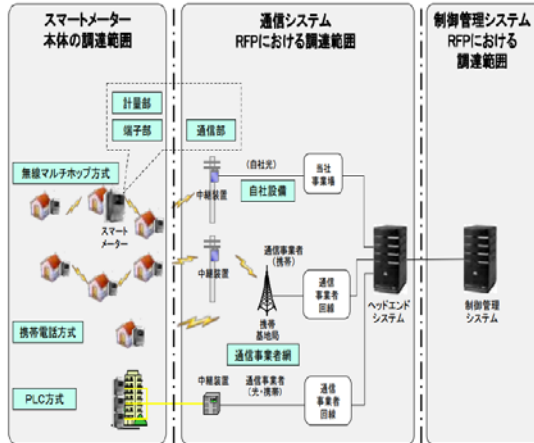 スマートメーター
本体の調達範囲
通信システム
RFPにおける調達範囲
制御管理システム
RFPにおける
調達範囲
計量部
端子部
通信部
無線マルチホップ方式
スマート
メーター
中継装置
(自社光)
自社設備
当社
事業場
中継装置
通信事業者
(携帯)
携帯
基地局
通信
事業者
回線
ヘッドエンド
システム
制御管理
システム
携帯電話方式
通信事業者網
PLC方式
中継装置
通信事業者
(光・携帯)
通信
事業者
回線